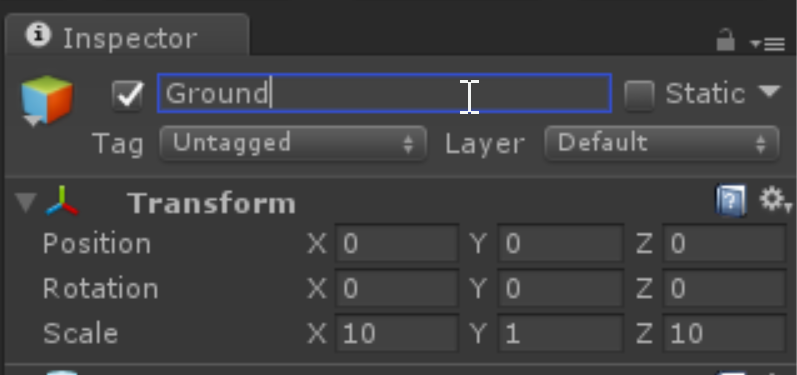 Inspector
Ground Static
Tag Untagged Layer Default
Transform
Position X 0 Y 0 Z 0
Rotation X 0 Y 0 Z 0
Scale X 10 Y 1 Z 10